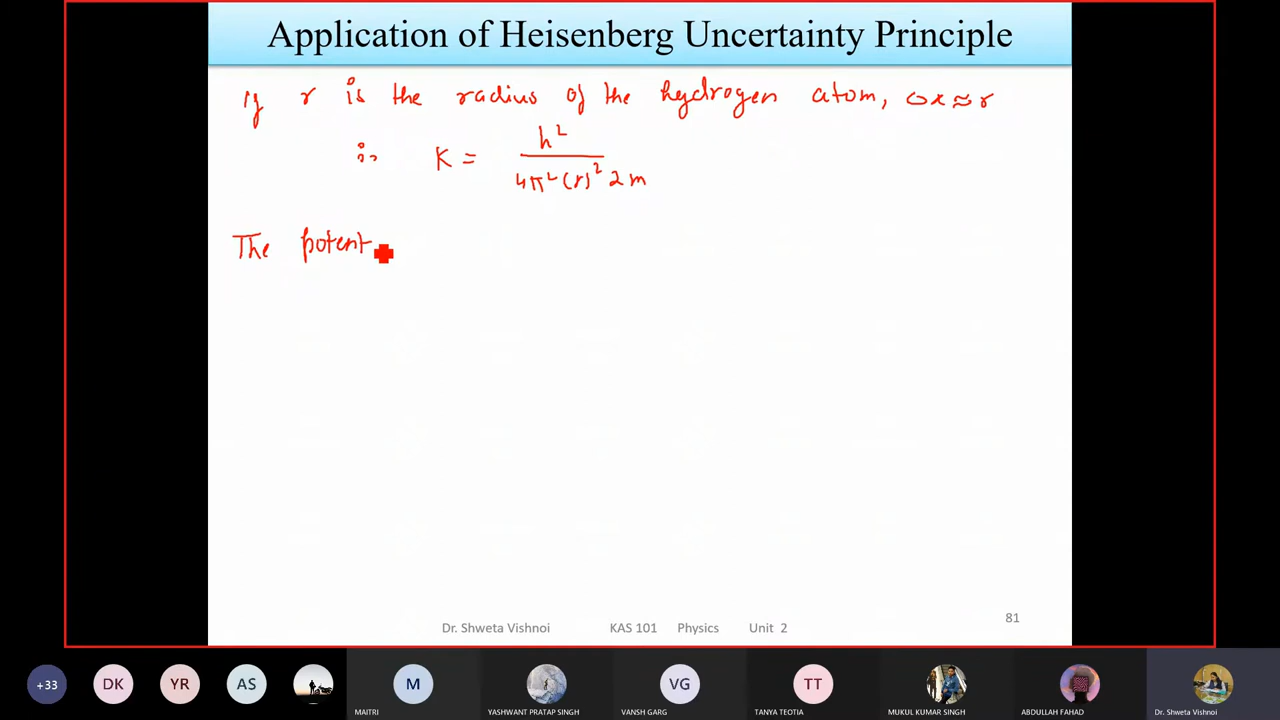 Application of Heisenberg Uncertainty Principle
If r is the radius of the hydrogen atom, Δx ≈ r
∴ K = h² / 4π² (r)² 2m
The potent
81
Dr. Shweta Vishnoi KAS 101 Physics Unit 2
+33 DK YR AS M VG TT
MAITRI YASHWANT PRATAP SINGH VANSH GARG TANYA TEOTIA MUKUL KUMAR SINGH ABDULLAH FAHAD Dr. Shweta Vishnoi